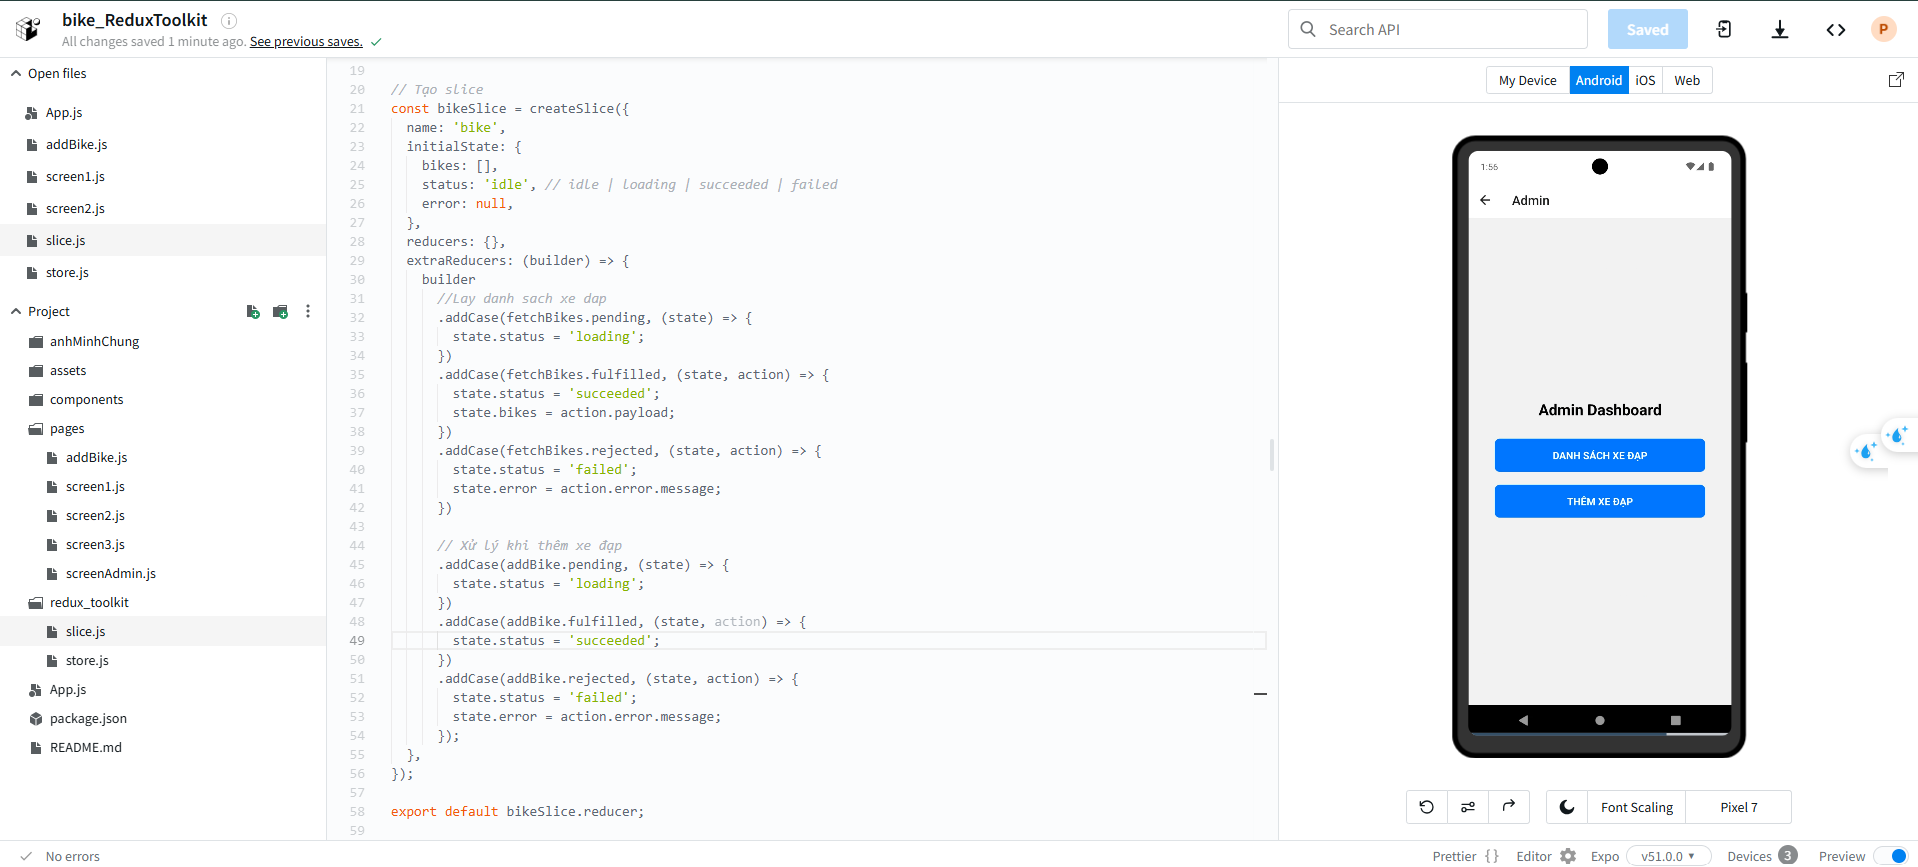 bike_ReduxToolkit
All changes saved 1 minute ago. See previous saves.
Search API
Saved
P
Open files
App.js
addBike.js
screen1.js
screen2.js
slice.js
store.js
Project
anhMinhChung
assets
components
pages
addBike.js
screen1.js
screen2.js
screen3.js
screenAdmin.js
redux_toolkit
slice.js
store.js
App.js
package.json
README.md
19
20 // Tạo slice
21 const bikeSlice = createSlice({
22 name: 'bike',
23 initialState: {
24 bikes: [],
25 status: 'idle', // idle | loading | succeeded | failed
26 error: null,
27 },
28 reducers: {},
29 extraReducers: (builder) => {
30 builder
31 //Lay danh sach xe dap
32 .addCase(fetchBikes.pending, (state) => {
33 state.status = 'loading';
34 })
35 .addCase(fetchBikes.fulfilled, (state, action) => {
36 state.status = 'succeeded';
37 state.bikes = action.payload;
38 })
39 .addCase(fetchBikes.rejected, (state, action) => {
40 state.status = 'failed';
41 state.error = action.error.message;
42 })
43
44 // Xử lý khi thêm xe đạp
45 .addCase(addBike.pending, (state) => {
46 state.status = 'loading';
47 })
48 .addCase(addBike.fulfilled, (state, action) => {
49 state.status = 'succeeded';
50 })
51 .addCase(addBike.rejected, (state, action) => {
52 state.status = 'failed';
53 state.error = action.error.message;
54 });
55 },
56 });
57
58 export default bikeSlice.reducer;
59
My Device Android iOS Web
1:56
Admin
Admin Dashboard
DANH SÁCH XE ĐẠP
THÊM XE ĐẠP
Font Scaling Pixel 7
No errors
Prettier {} Editor Expo v51.0.0 Devices 3 Preview